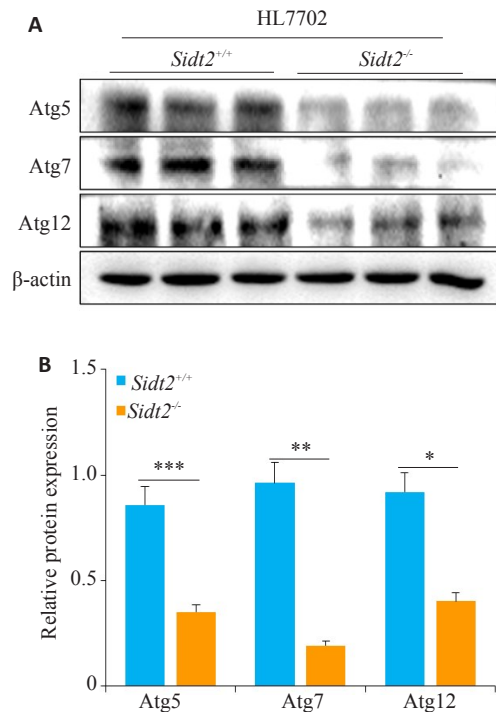 A
HL7702
Sidt2+/+ Sidt2-/-
Atg5
Atg7
Atg12
β-actin
B
1.5
Sidt2+/+
Sidt2-/-
*** ** *
1.0
0.5
0
Relative protein expression
Atg5 Atg7 Atg12